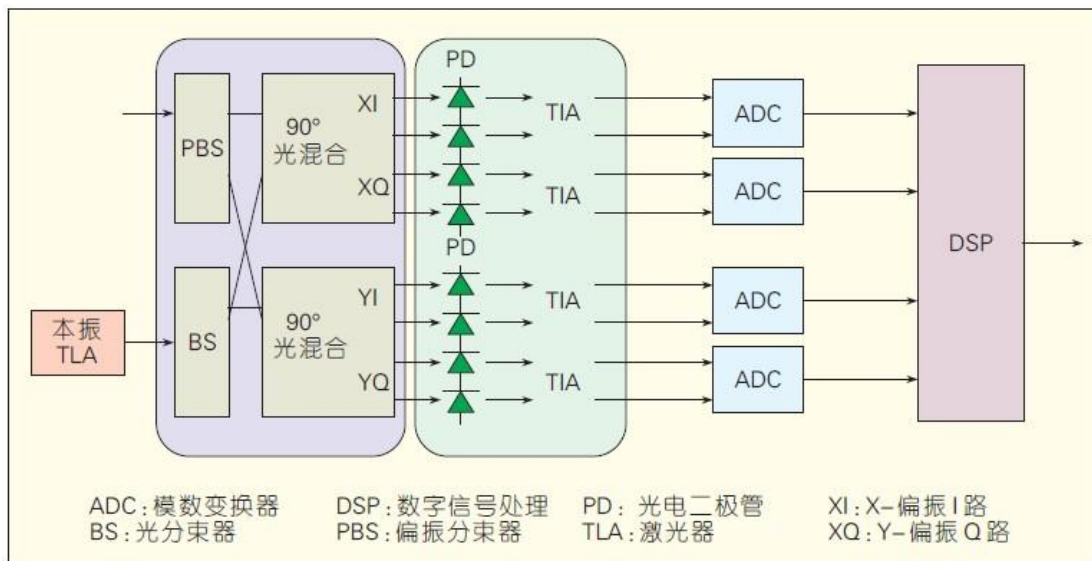 PD
XI
90°
光混合
PBS
XQ
TIA
TIA
ADC
ADC
PD
YI
90°
光混合
BS
YQ
TIA
TIA
ADC
ADC
DSP
本振
TLA
ADC:模数变换器 DSP:数字信号处理 PD: 光电二极管 XI:X-偏振I路
BS:光分束器 PBS:偏振分束器 TLA:激光器 XQ:Y-偏振Q路